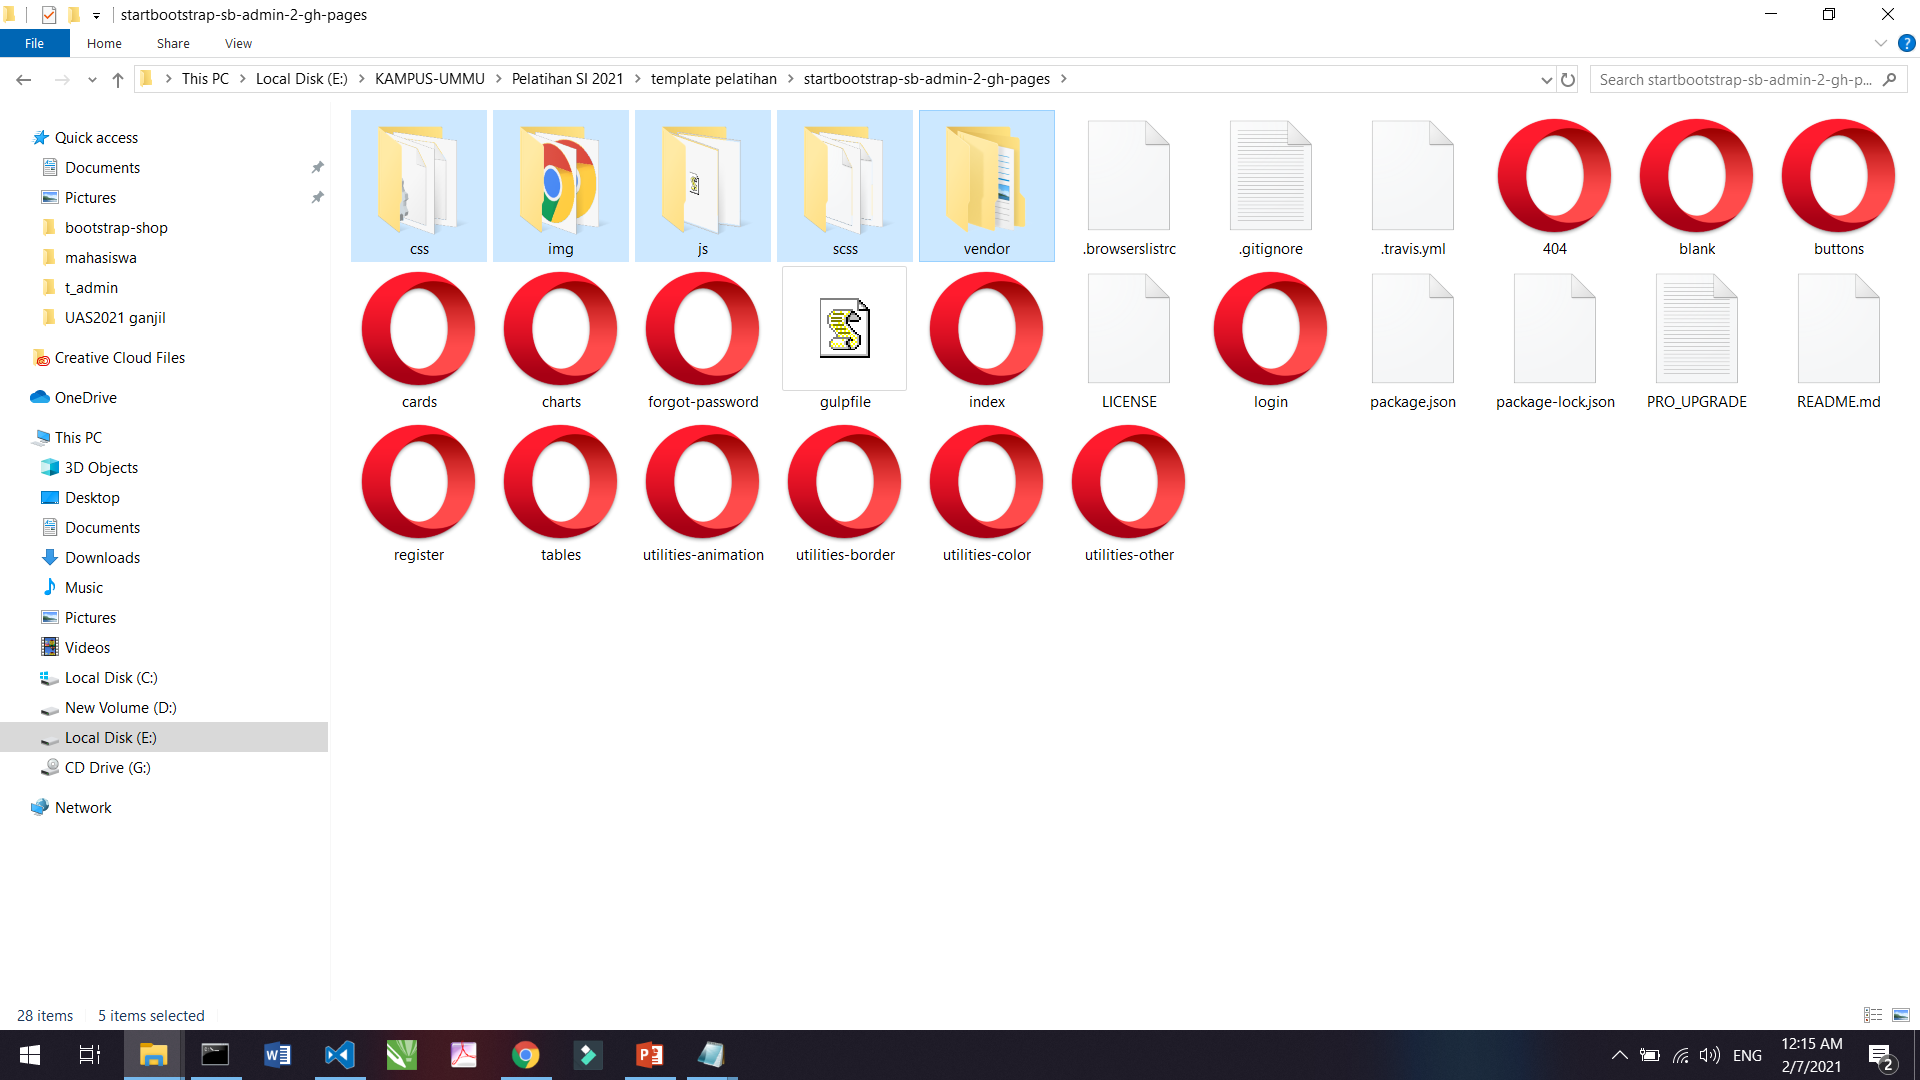 startbootstrap-sb-admin-2-gh-pages
File Home Share View
This PC Local Disk (E:) KAMPUS-UMMU Pelatihan SI 2021 template pelatihan startbootstrap-sb-admin-2-gh-pages
Search startbootstrap-sb-admin-2-gh-p...
Quick access
Documents
Pictures
bootstrap-shop
mahasiswa
t_admin
UAS2021 ganjil
Creative Cloud Files
OneDrive
This PC
3D Objects
Desktop
Documents
Downloads
Music
Pictures
Videos
Local Disk (C:)
New Volume (D:)
Local Disk (E:)
CD Drive (G:)
Network
css img js scss vendor .browserslistrc .gitignore .travis.yml 404 blank buttons
cards charts forgot-password gulpfile index LICENSE login package.json package-lock.json PRO_UPGRADE README.md
register tables utilities-animation utilities-border utilities-color utilities-other
28 items 5 items selected
ENG
12:15 AM
2/7/2021
2